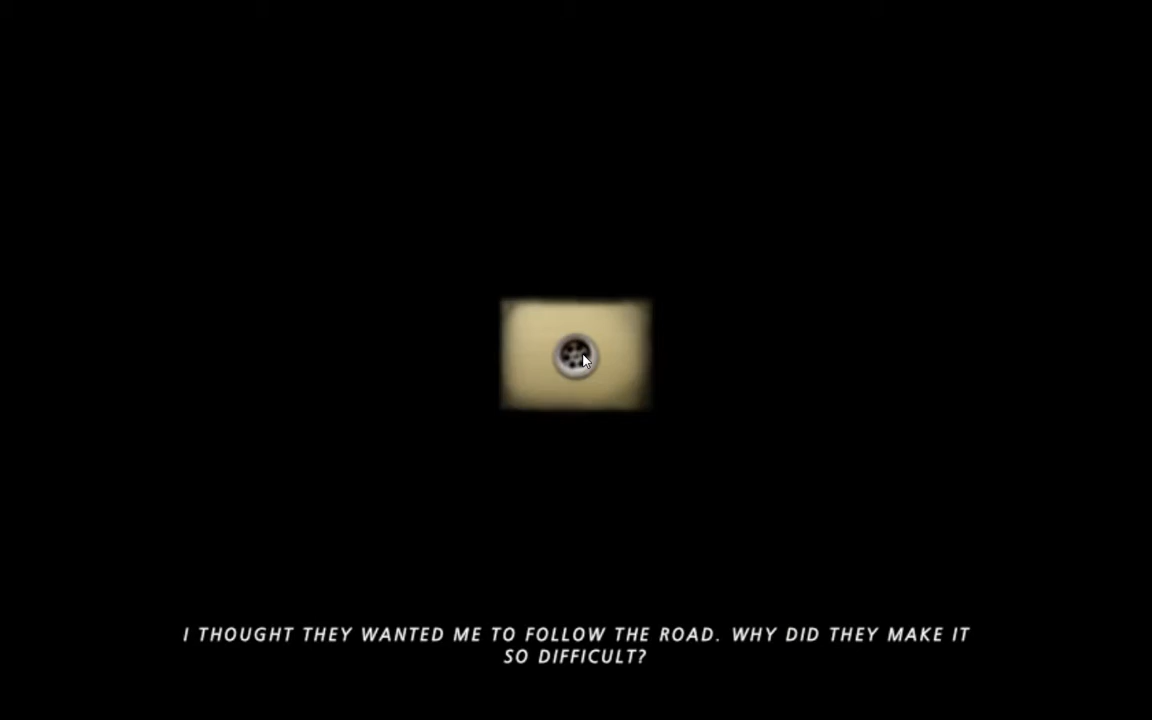 I THOUGHT THEY WANTED ME TO FOLLOW THE ROAD. WHY DID THEY MAKE IT
SO DIFFICULT?